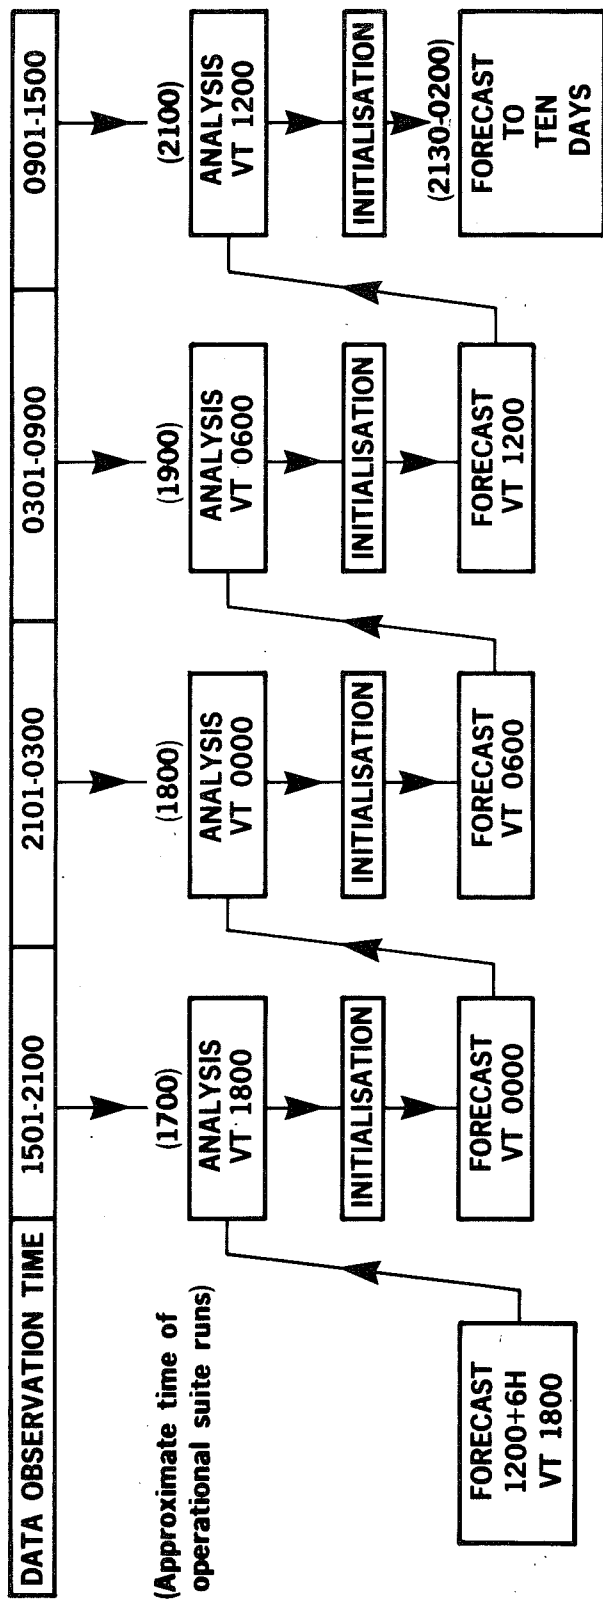 DATA OBSERVATION TIME
1501-2100
2101-0300
0301-0900
0901-1500
(Approximate time of
operational suite runs)
(1700)
(1800)
(1900)
(2100)
ANALYSIS
VT 1800
ANALYSIS
VT 0000
ANALYSIS
VT 0600
ANALYSIS
VT 1200
INITIALISATION
INITIALISATION
INITIALISATION
INITIALISATION
(2130-0200)
FORECAST
1200+6H
VT 1800
FORECAST
VT 0000
FORECAST
VT 0600
FORECAST
VT 1200
FORECAST
TO
TEN
DAYS